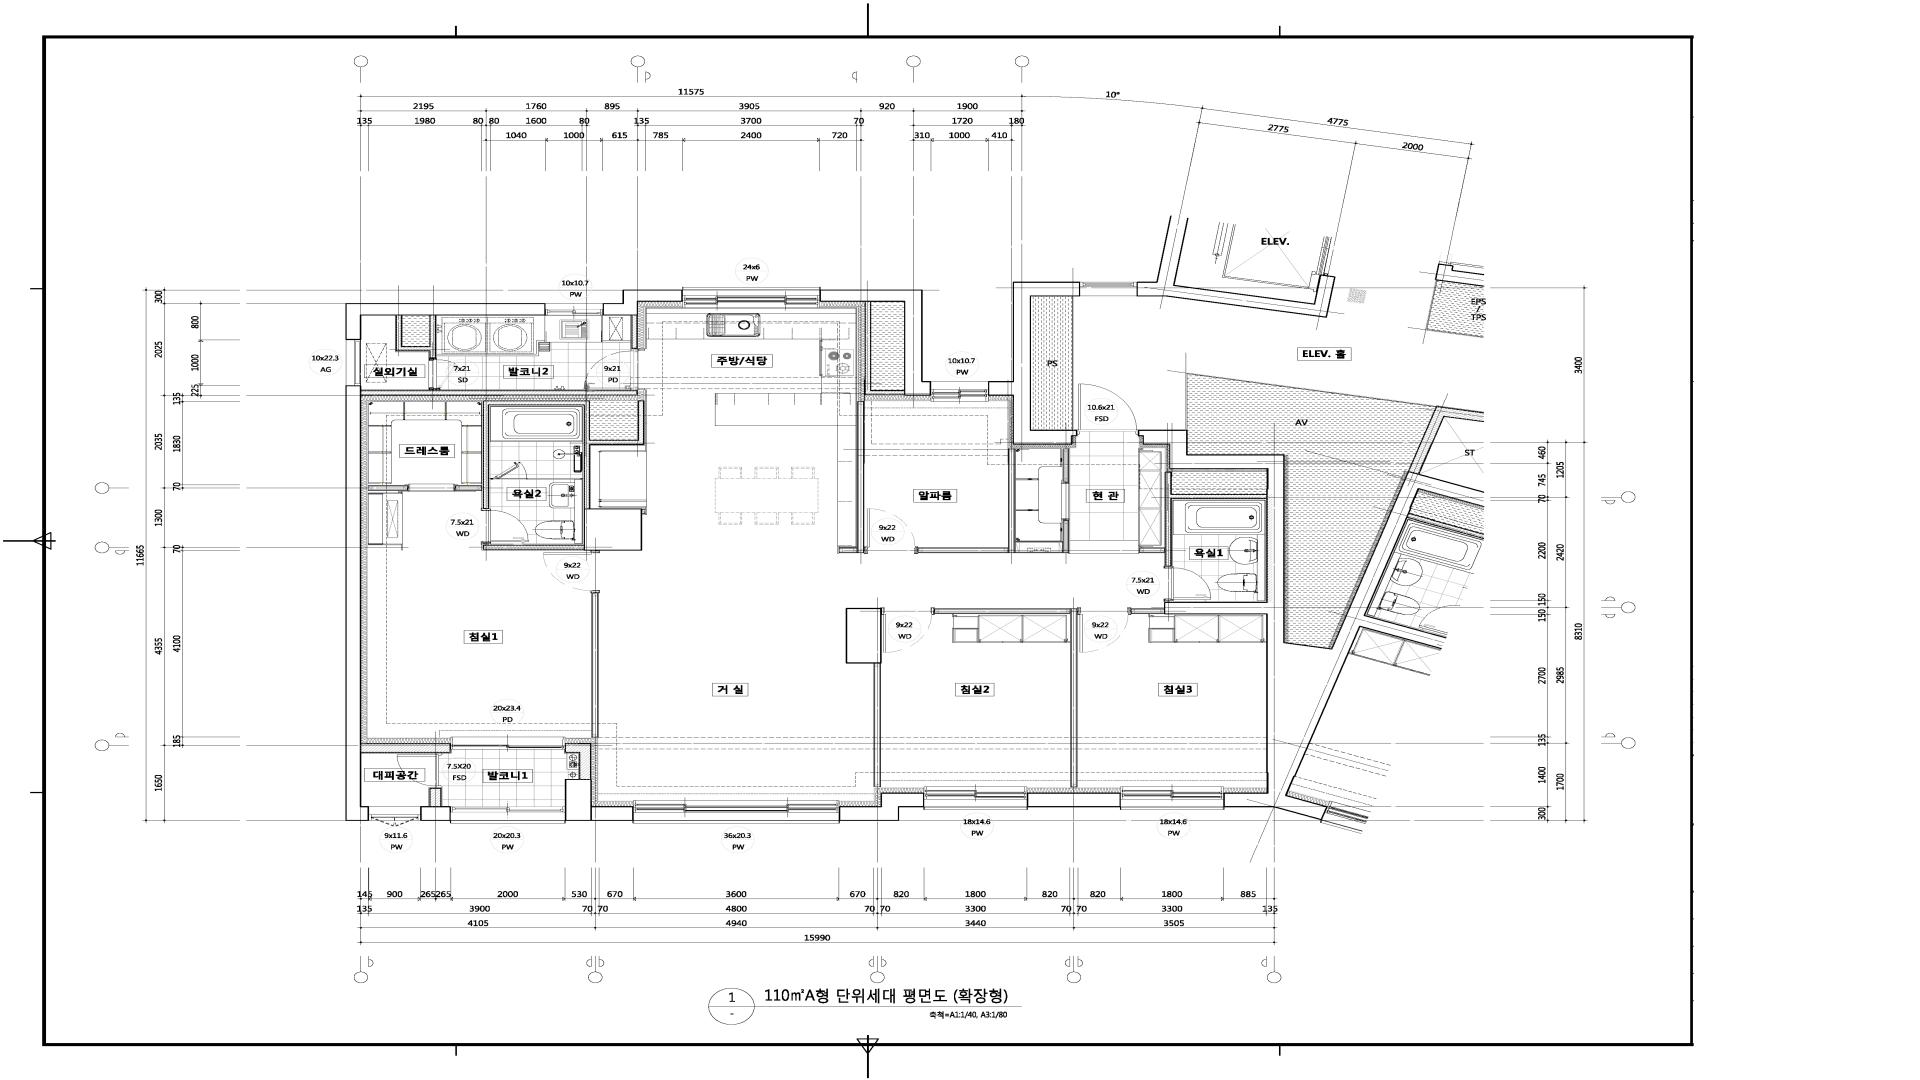 11575
10°
2195 1760 895 3905 920 1900
135 1980 80 80 1600 80 135 3700 70 1720 180
1040 1000 615 785 2400 720 310 1000 410
4775
2775
2000
ELEV.
24x6
PW
10x10.7
PW
EPS
/
TPS
300
2025
135
2035
70
1300
70
4355
1650
11665
800
1000
225
1830
4100
185
10x22.3
AG
실외기실
7x21
SD
발코니2
9x21
PD
주방/식당
10x10.7
PW
PS
ELEV. 홀
10.6x21
FSD
AV
ST
드레스룸
욕실2
7.5x21
WD
9x22
WD
알파룸
9x22
WD
현 관
욕실1
7.5x21
WD
침실1
9x22
WD
9x22
WD
거 실
침실2
침실3
20x23.4
PD
대피공간
7.5X20
FSD
발코니1
9x11.6
PW
20x20.3
PW
36x20.3
PW
18x14.6
PW
18x14.6
PW
3400
8310
460
745
70
2200
150
150
2700
135
1400
300
1205
2420
2985
1700
145 900 265 265 2000 530 670 3600 670 820 1800 820 820 1800 885
135 3900 70 70 4800 70 70 3300 70 70 3300 135
4105 4940 3440 3505
15990
1
-
110㎡A형 단위세대 평면도 (확장형)
축척=A1:1/40, A3:1/80